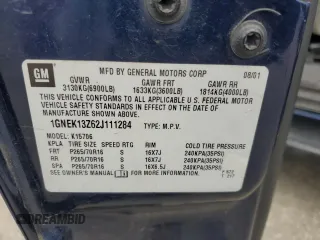 GM
MFD BY GENERAL MOTORS CORP 08/01
GVWR GAWR FRT GAWR RR
3130KG(6900LB) 1633KG(3600LB) 1814KG(4000LB)
THIS VEHICLE CONFORMS TO ALL APPLICABLE U.S. FEDERAL
MOTOR VEHICLE SAFETY STANDARDS IN EFFECT ON THE DATE
OF MANUFACTURE SHOWN ABOVE.
1GNEK13Z62J111284 TYPE: M.P.V.
MODEL: K15706
KPLA TIRE SIZE SPEED RTG RIM COLD TIRE PRESSURE
FRT P265/70R16 S 16X7J 240KPA(35PSI)
RR P265/70R16 S 16X7J 240KPA(35PSI)
SPA P265/70R16 S 16X6.5J 240KPA(35PSI)
SEE OWNER'S MANUAL FOR MORE INFORMATION.
© AUTO BIDCAR